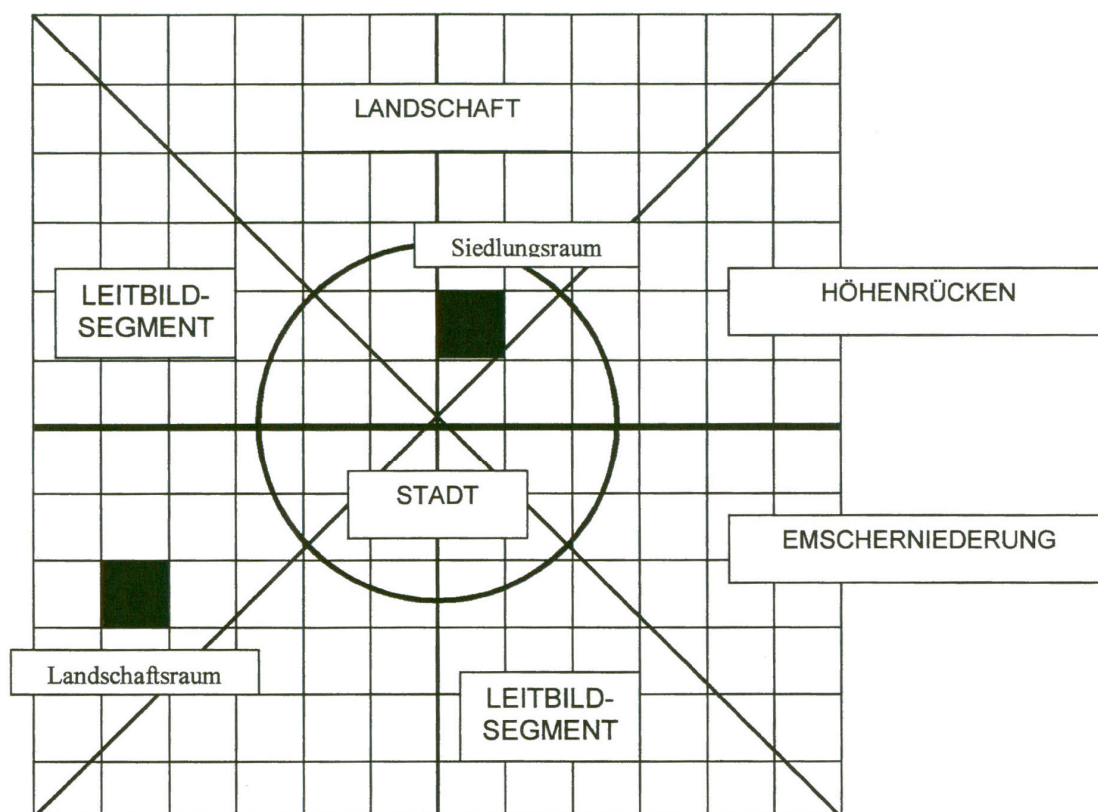 LANDSCHAFT
Siedlungsraum
LEITBILD-
SEGMENT
HÖHENRÜCKEN
STADT
EMSCHERNIEDERUNG
Landschaftsraum
LEITBILD-
SEGMENT